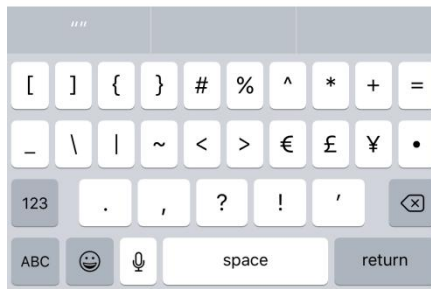 ""
[ ] { } # % ^ * + =
_ \ | ~ < > € £ ¥ •
123 . , ? ! '
ABC space return